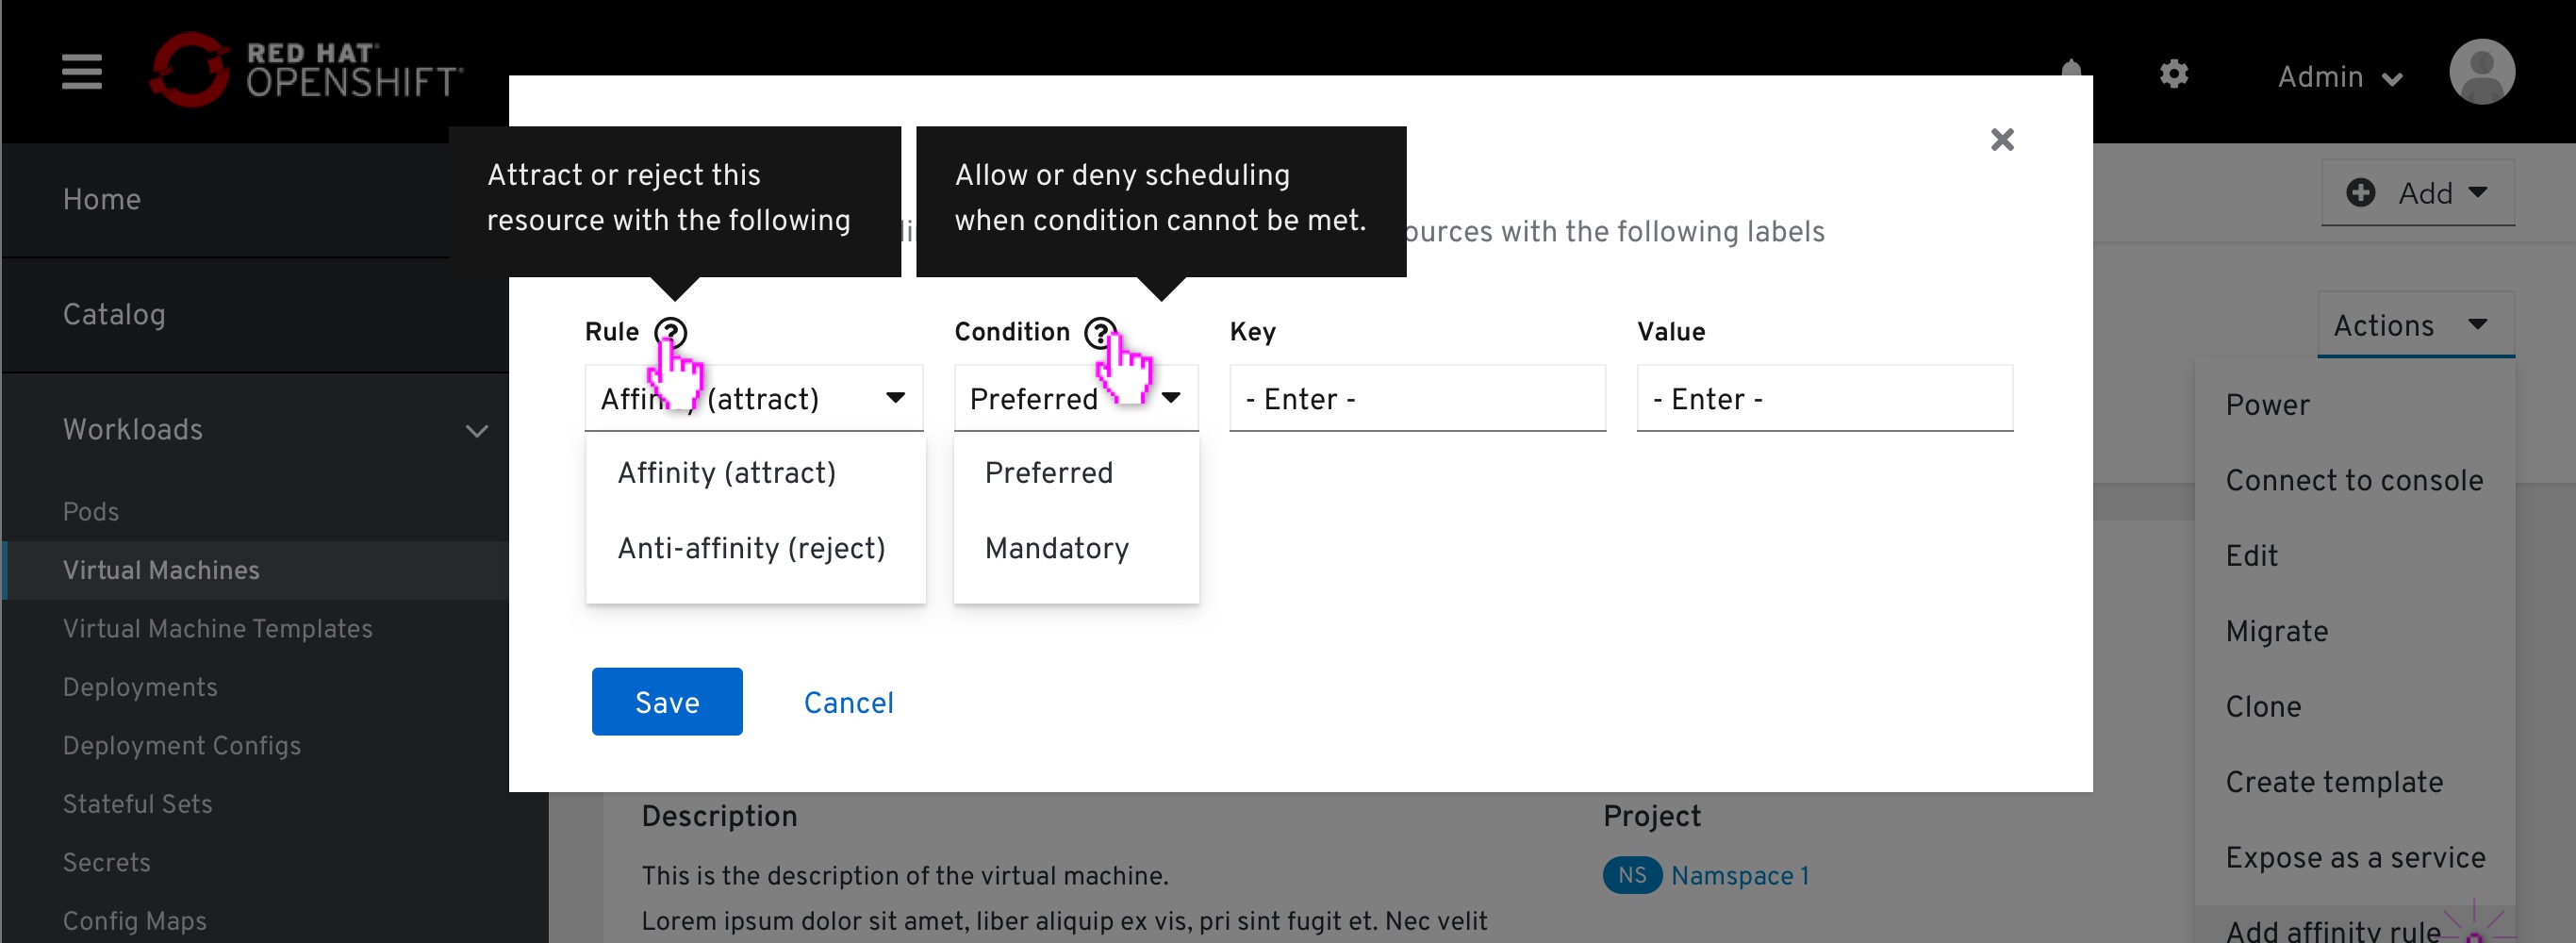 RED HAT®
OPENSHIFT®
Admin
Home
Catalog
Workloads
Pods
Virtual Machines
Virtual Machine Templates
Deployments
Deployment Configs
Stateful Sets
Secrets
Config Maps
Attract or reject this
resource with the following
Allow or deny scheduling
when condition cannot be met.
with the following labels
Rule
Condition
Key
Value
Affinity (attract)
Preferred
- Enter -
- Enter -
Affinity (attract)
Anti-affinity (reject)
Preferred
Mandatory
Save
Cancel
Add
Actions
Power
Connect to console
Edit
Migrate
Clone
Create template
Expose as a service
Add affinity rule
Description
This is the description of the virtual machine.
Lorem ipsum dolor sit amet, liber aliquip ex vis, pri sint fugit et. Nec velit
Project
NS Namspace 1